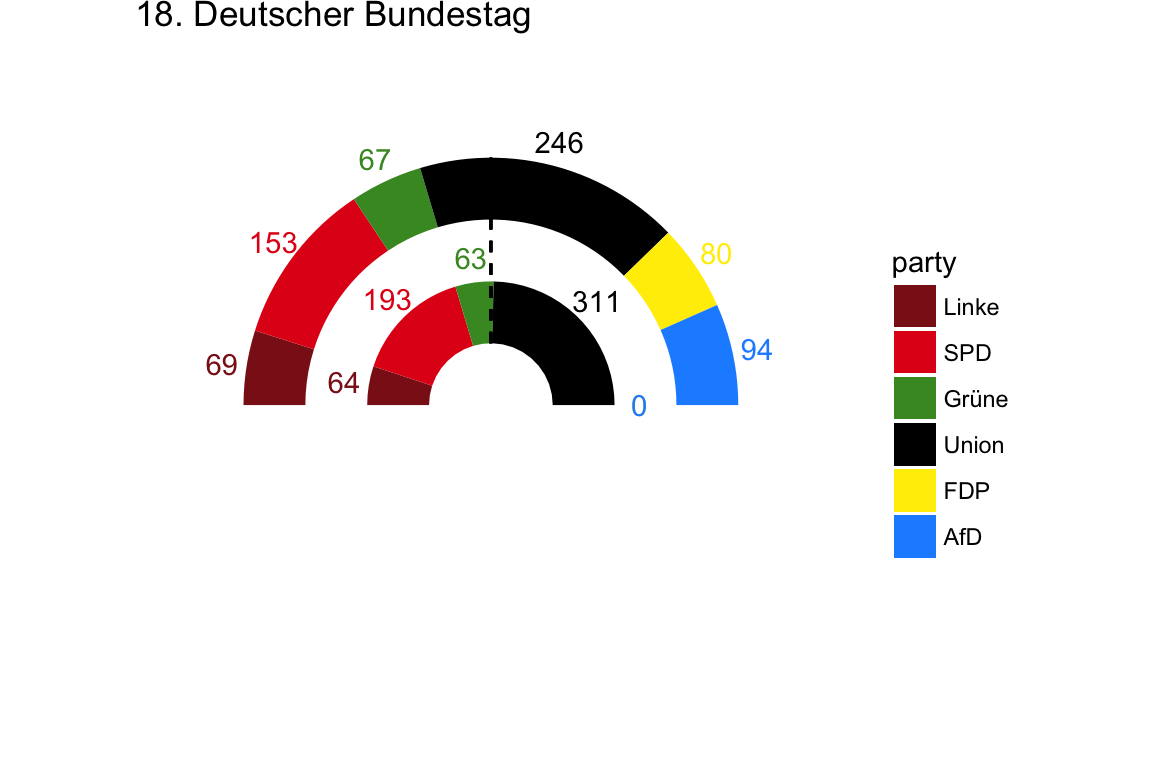 18. Deutscher Bundestag
246
67
153
80
63
193
311
94
69
64
0
party
Linke
SPD
Grüne
Union
FDP
AfD